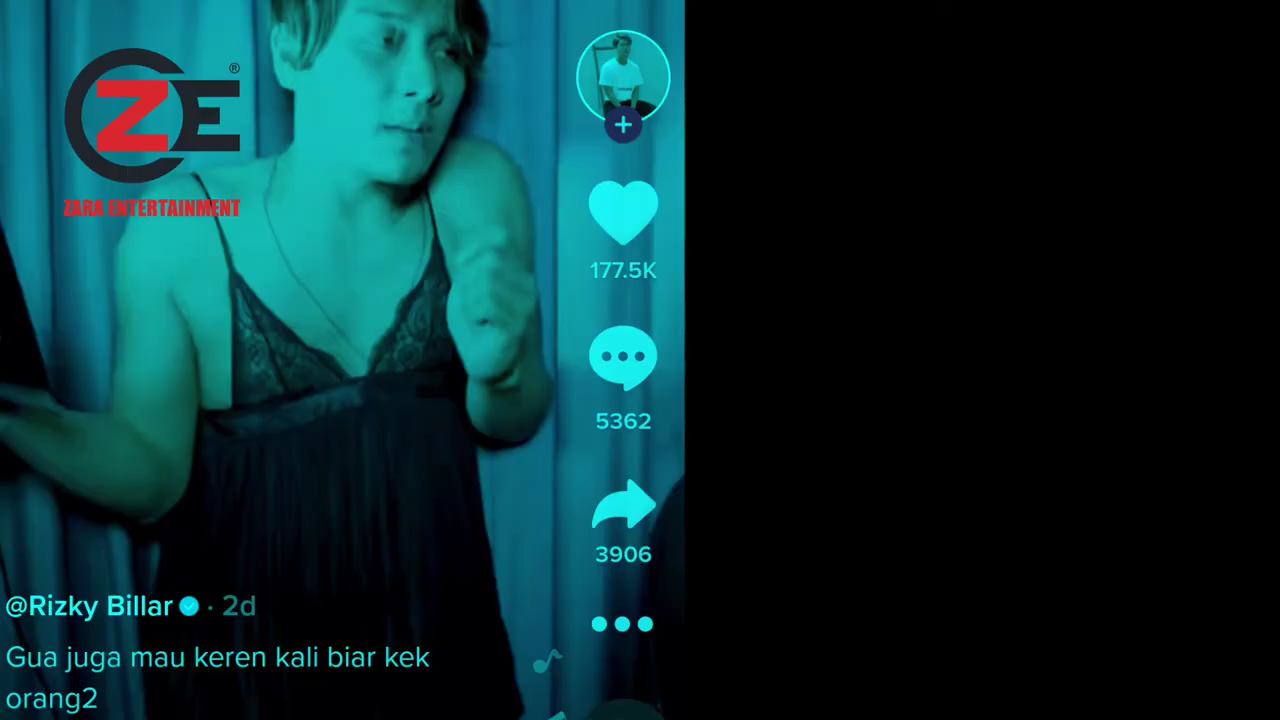 ZE®
ZARA ENTERTAINMENT
177.5K
5362
3906
@Rizky Billar · 2d
Gua juga mau keren kali biar kek
orang2